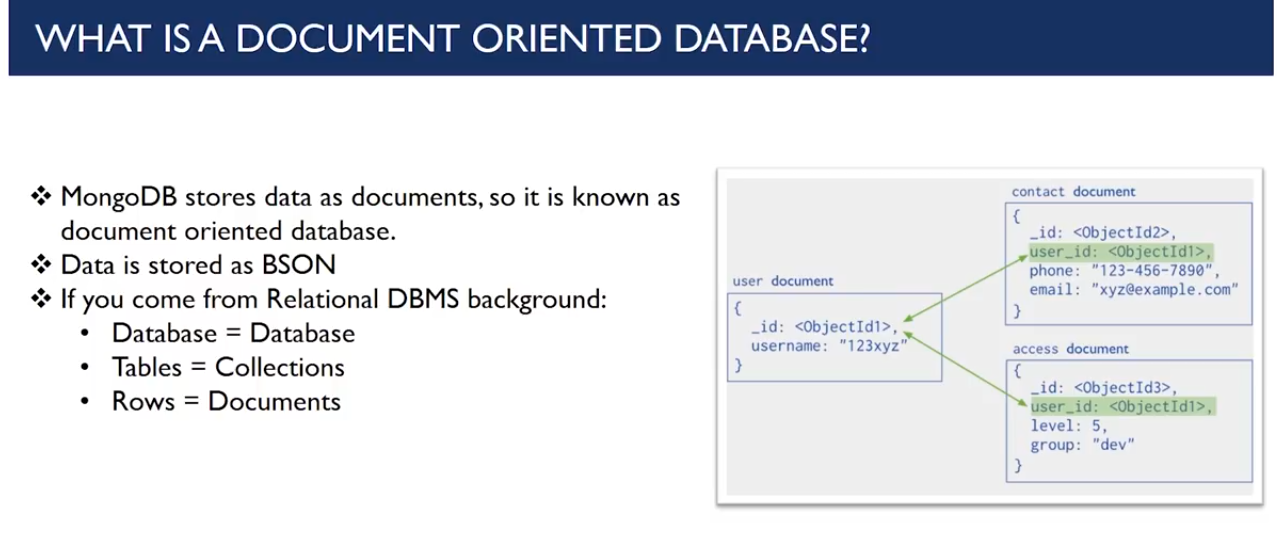 WHAT IS A DOCUMENT ORIENTED DATABASE?
❖ MongoDB stores data as documents, so it is known as
document oriented database.
❖ Data is stored as BSON
❖ If you come from Relational DBMS background:
• Database = Database
• Tables = Collections
• Rows = Documents
user document
{
_id: <ObjectId1>,
username: "123xyz"
}
contact document
{
_id: <ObjectId2>,
user_id: <ObjectId1>,
phone: "123-456-7890",
email: "xyz@example.com"
}
access document
{
_id: <ObjectId3>,
user_id: <ObjectId1>,
level: 5,
group: "dev"
}